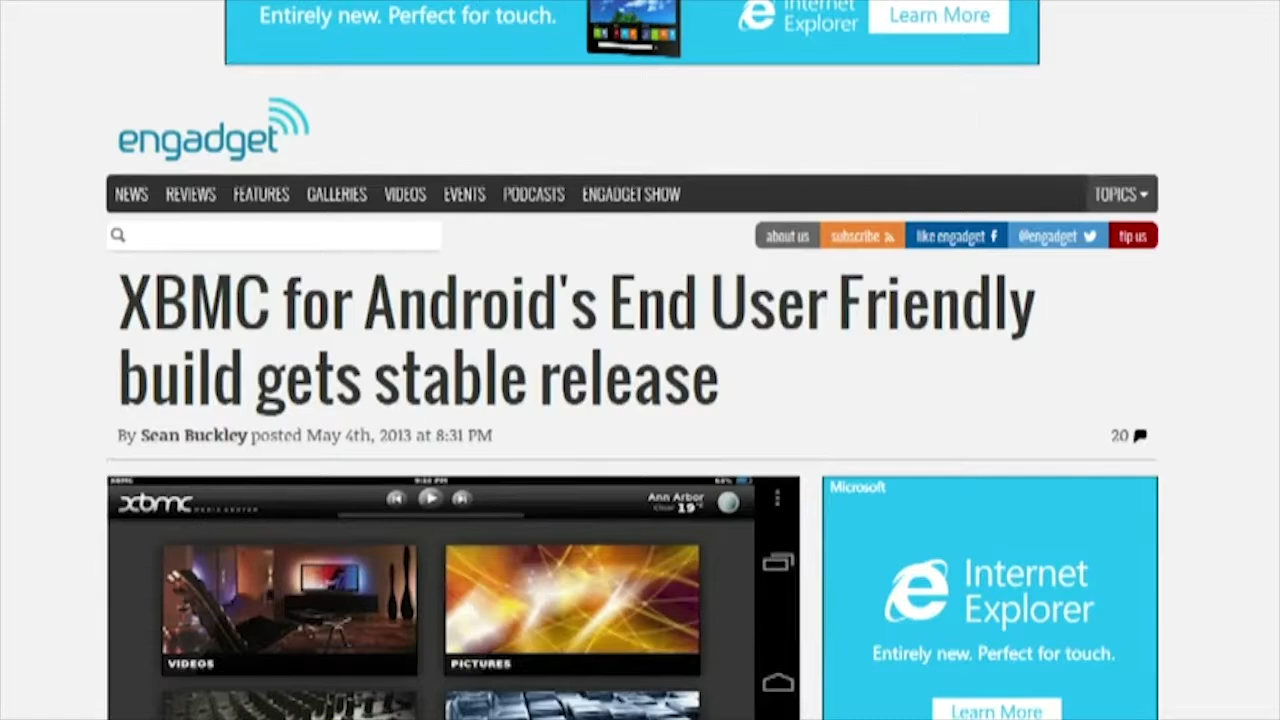 Entirely new. Perfect for touch.
Internet
Explorer
Learn More
engadget
NEWS REVIEWS FEATURES GALLERIES VIDEOS EVENTS PODCASTS ENGADGET SHOW TOPICS
about us subscribe like engadget @engadget tip us
XBMC for Android's End User Friendly
build gets stable release
By Sean Buckley posted May 4th, 2013 at 8:31 PM
20
xbmc MEDIA CENTER
Ann Arbor
clear 19
VIDEOS
PICTURES
Microsoft
Internet
Explorer
Entirely new. Perfect for touch.
Learn More